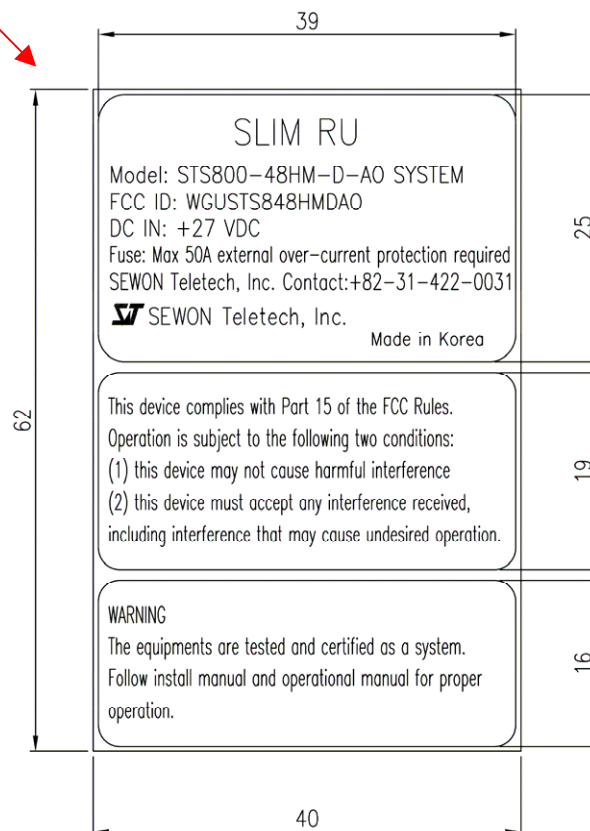 39
SLIM RU
Model: STS800-48HM-D-AO SYSTEM
FCC ID: WGUSTS848HMDAO
DC IN: +27 VDC
Fuse: Max 50A external over-current protection required
SEWON Teletech, Inc. Contact:+82-31-422-0031
SEWON Teletech, Inc.
Made in Korea
25
62
This device complies with Part 15 of the FCC Rules.
Operation is subject to the following two conditions:
(1) this device may not cause harmful interference
(2) this device must accept any interference received,
including interference that may cause undesired operation.
19
WARNING
The equipments are tested and certified as a system.
Follow install manual and operational manual for proper
operation.
16
40